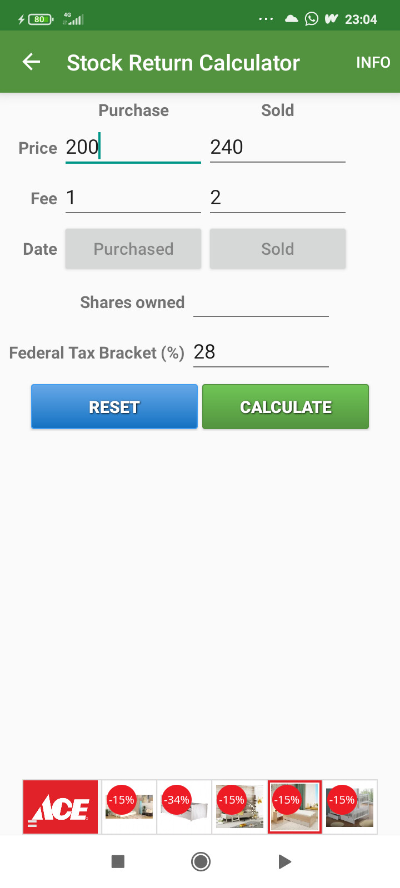 80 4G ... 23:04
Stock Return Calculator INFO
Purchase Sold
Price 200 240
Fee 1 2
Date Purchased Sold
Shares owned
Federal Tax Bracket (%) 28
RESET CALCULATE
ACE -15% -34% -15% -15% -15%